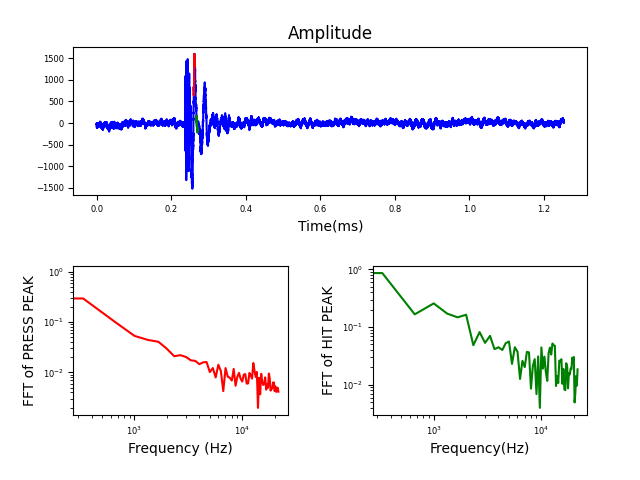 Amplitude
1500
1000
500
0
−500
−1000
−1500
0.0 0.2 0.4 0.6 0.8 1.0 1.2
Time(ms)
FFT of PRESS PEAK
10⁰
10⁻¹
10⁻²
10³ 10⁴
Frequency (Hz)
FFT of HIT PEAK
10⁰
10⁻¹
10⁻²
10³ 10⁴
Frequency(Hz)